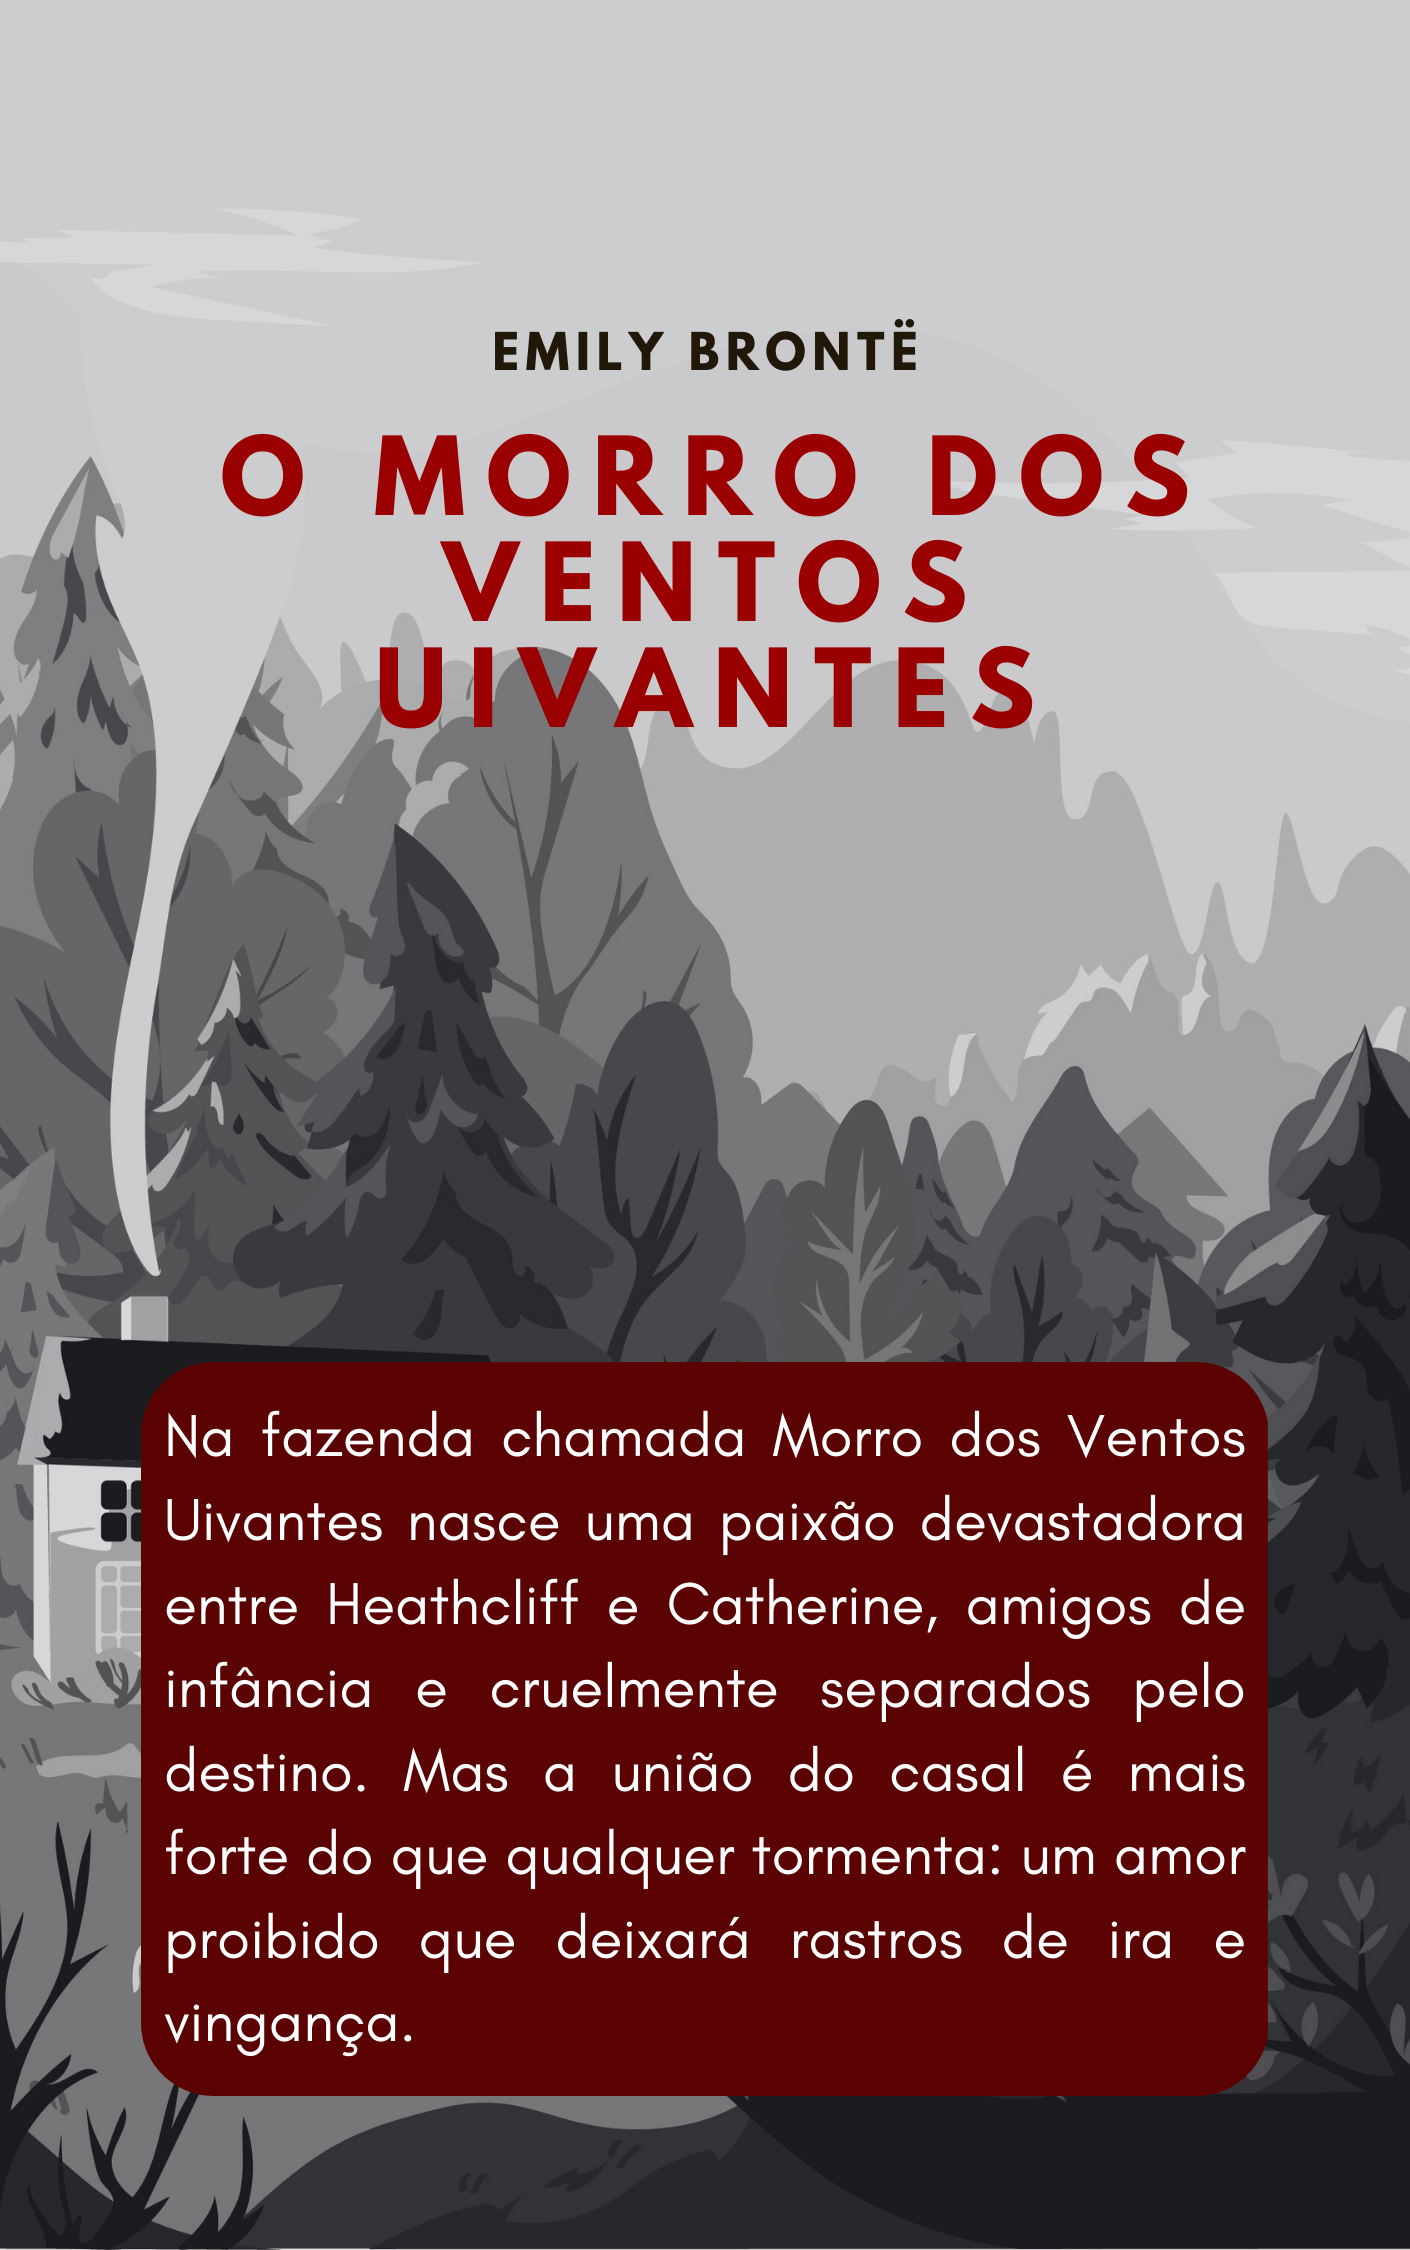 EMILY BRONTË
O MORRO DOS
VENTOS
UIVANTES
Na fazenda chamada Morro dos Ventos
Uivantes nasce uma paixão devastadora
entre Heathcliff e Catherine, amigos de
infância e cruelmente separados pelo
destino. Mas a união do casal é mais
forte do que qualquer tormenta: um amor
proibido que deixará rastros de ira e
vingança.